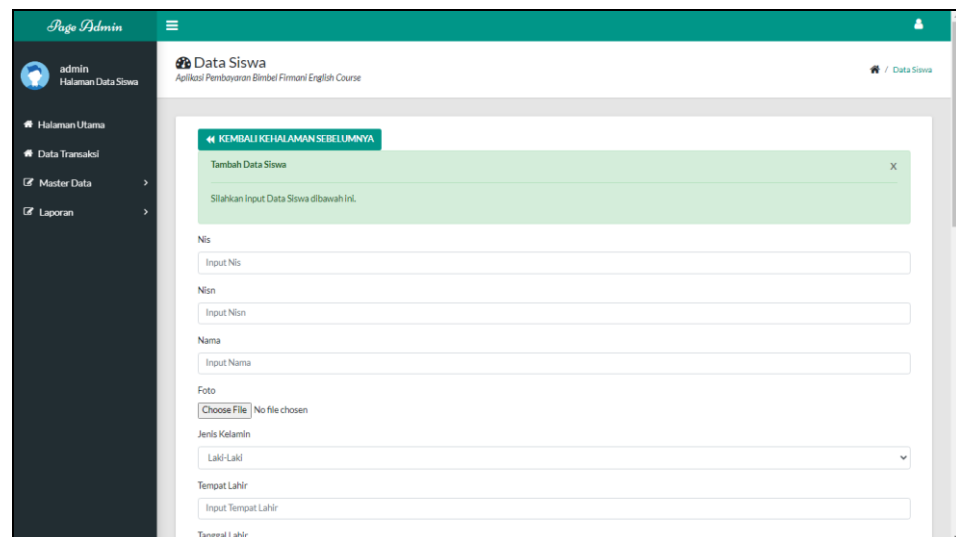 Page Admin
admin
Halaman Data Siswa
Halaman Utama
Data Transaksi
Master Data
Laporan
Data Siswa
Aplikasi Pembayaran Bimbel Firmani English Course
/ Data Siswa
KEMBALI KEHALAMAN SEBELUMNYA
Tambah Data Siswa
x
Silahkan Input Data Siswa dibawah ini.
Nis
Input Nis
Nisn
Input Nisn
Nama
Input Nama
Foto
Choose File No file chosen
Jenis Kelamin
Laki-Laki
Tempat Lahir
Input Tempat Lahir
Tanggal Lahir